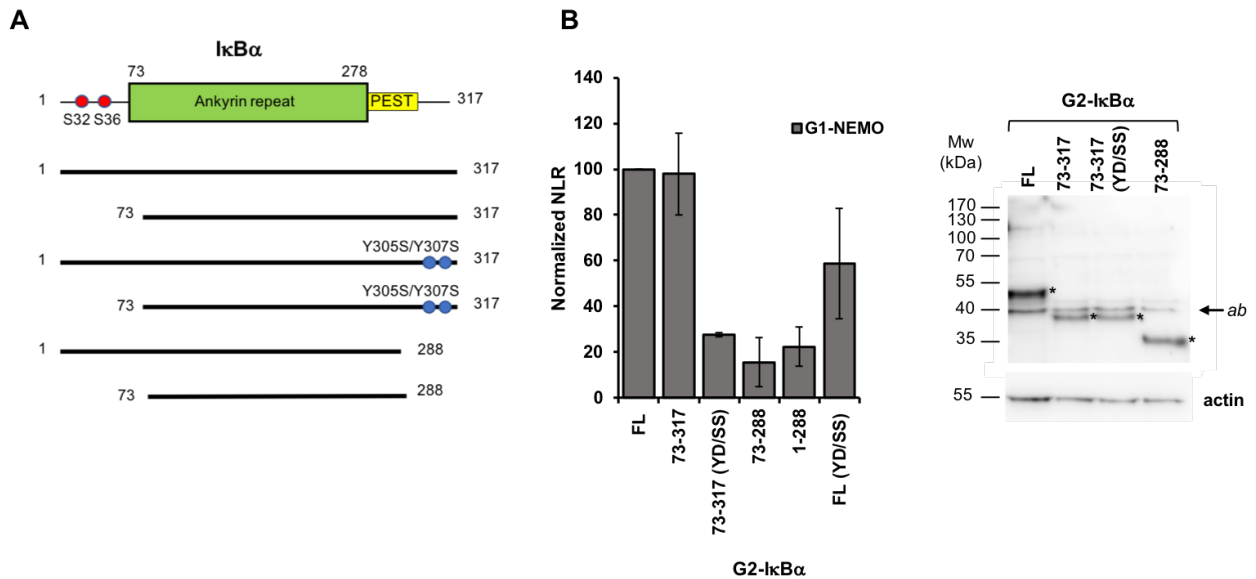 A
IκBα
73 278
1 Ankyrin repeat PEST 317
S32 S36
1 317
73 317
Y305S/Y307S
1 317
Y305S/Y307S
73 317
1 288
73 288
B
Normalized NLR
140
120
100
80
60
40
20
0
G1-NEMO
FL
73-317
73-317 (YD/SS)
73-288
1-288
FL (YD/SS)
G2-IκBα
G2-IκBα
Mw
(kDa)
FL
73-317
73-317
(YD/SS)
73-288
170
130
100
70
55 *
40 ab
* *
35 *
55 actin